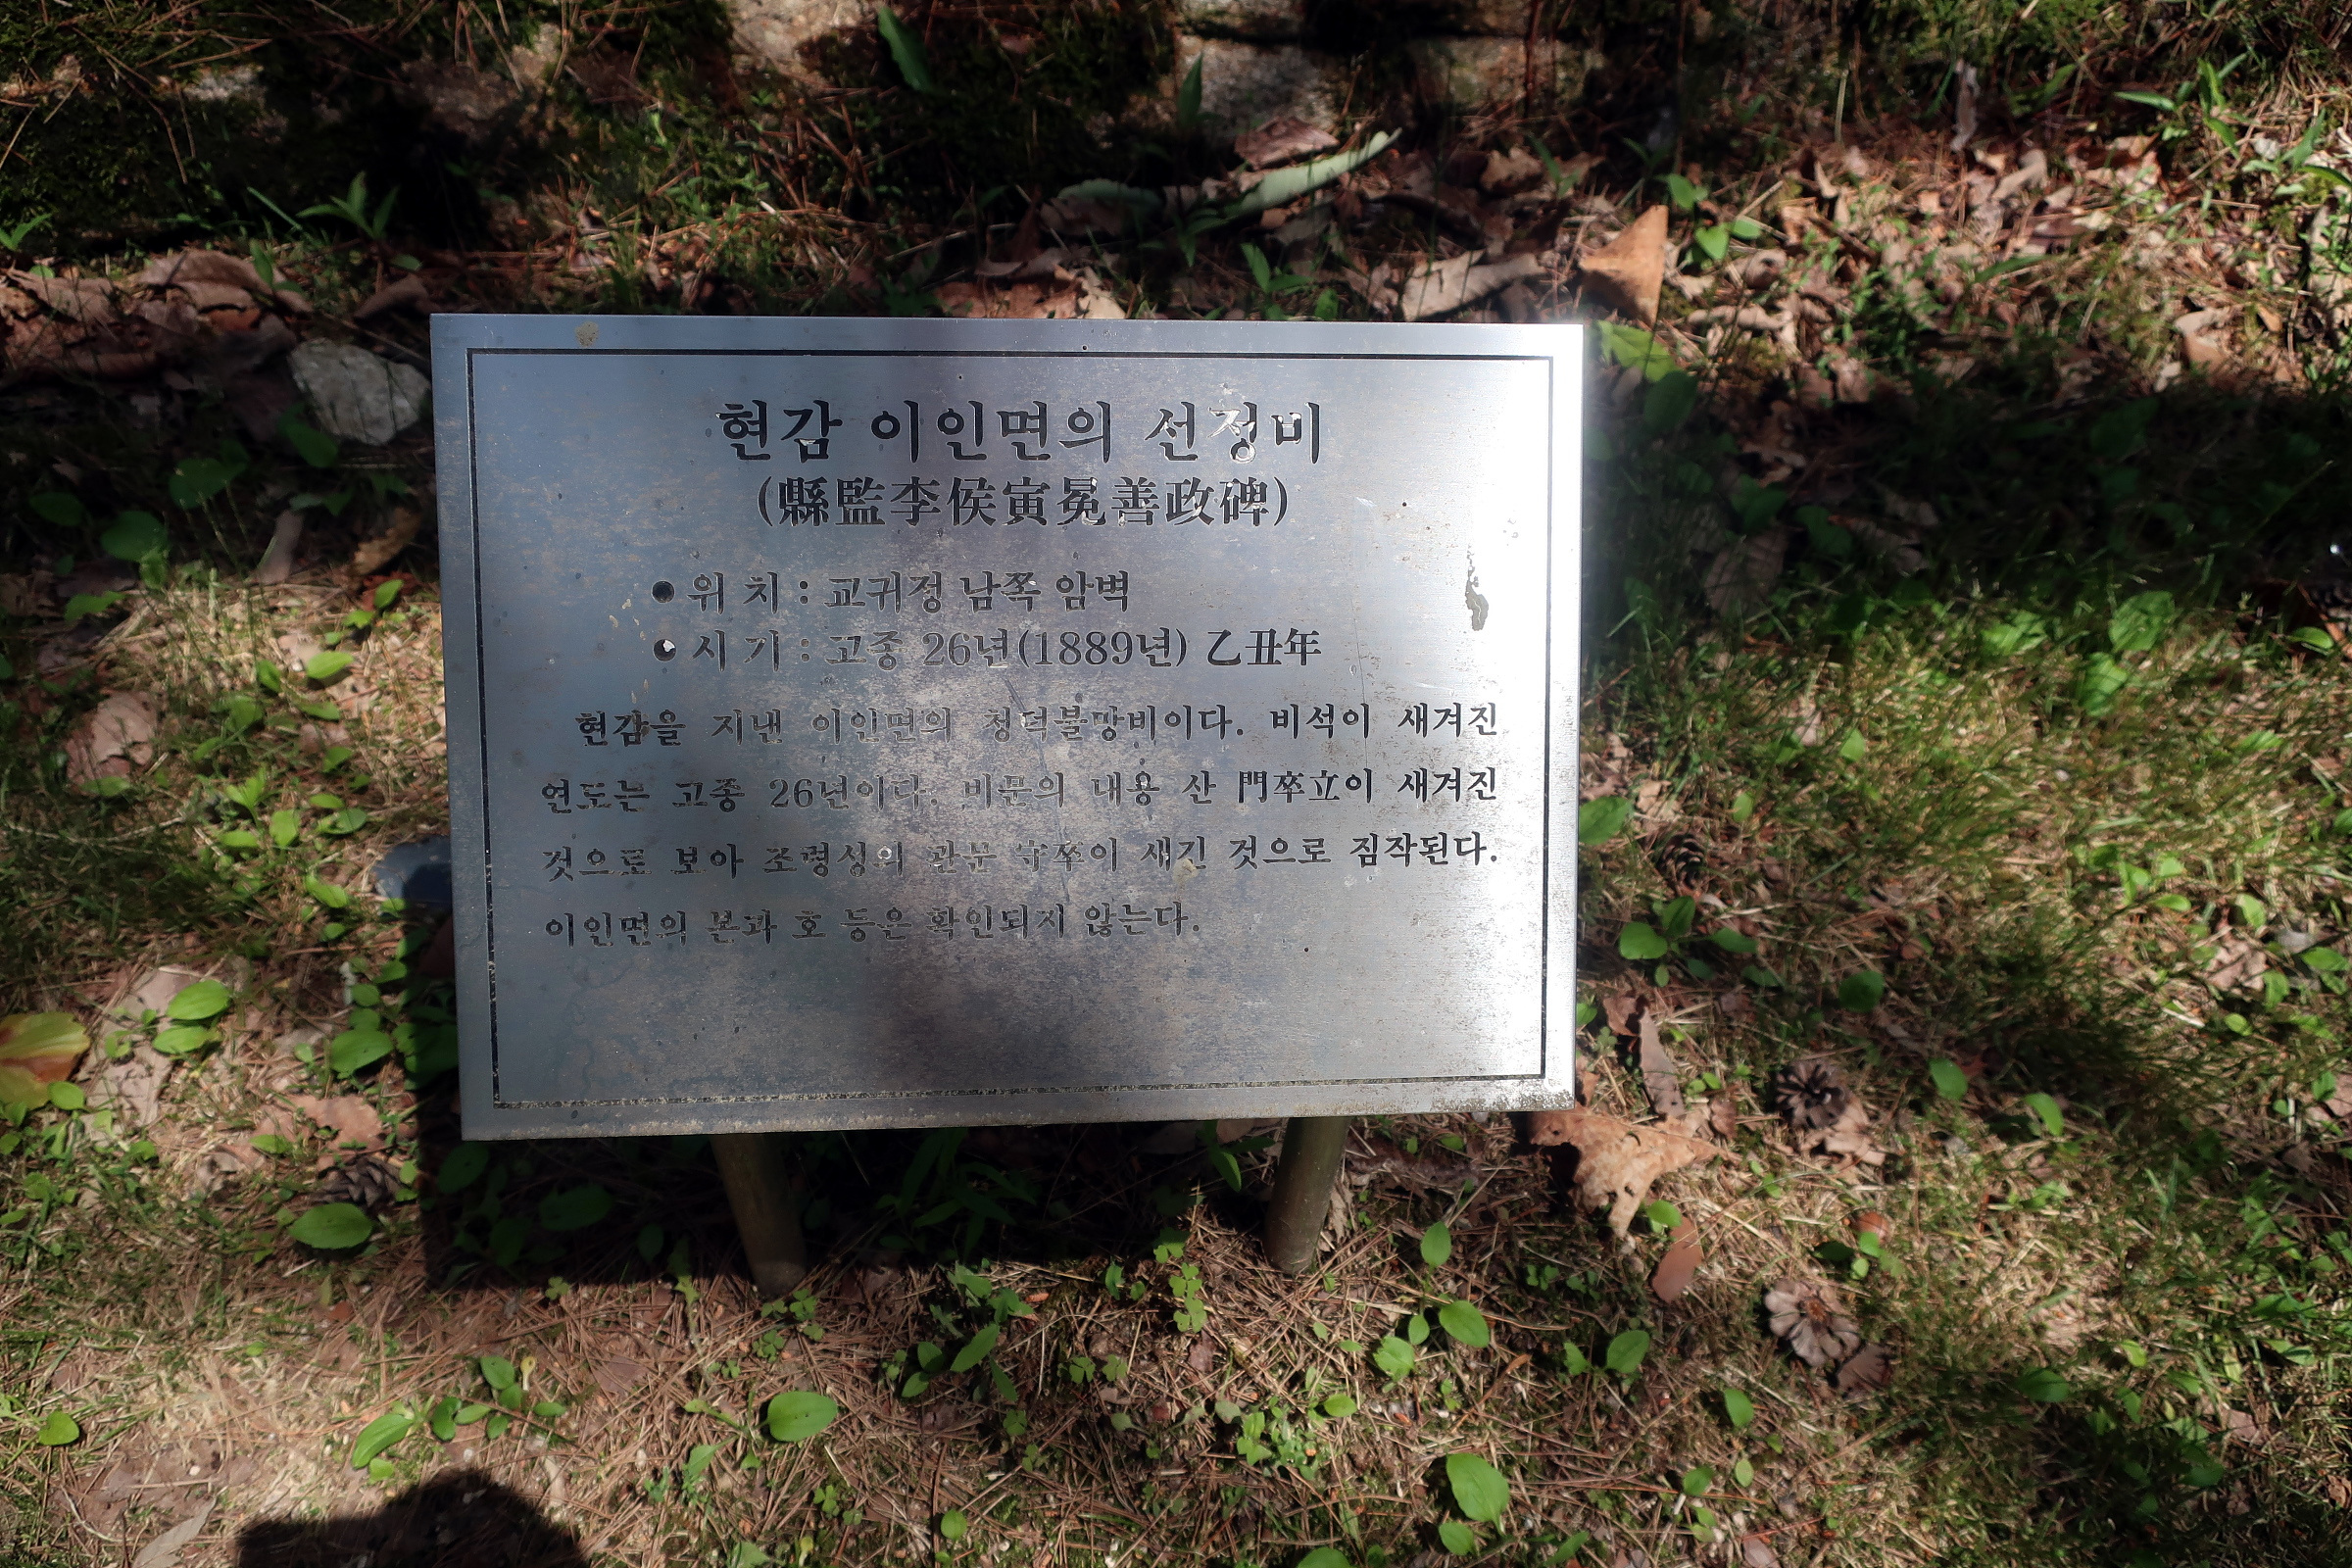 현감 이인면의 선정비
(縣監李侯寅冕善政碑)
● 위 치 : 교귀정 남쪽 암벽
● 시 기 : 고종 26년(1889년) 乙丑年
현감을 지낸 이인면의 청덕불망비이다. 비석이 새겨진
연도는 고종 26년이다. 비문의 내용 산 門卒立이 새겨진
것으로 보아 조령성의 관문 守卒이 새긴 것으로 짐작된다.
이인면의 본과 호 등은 확인되지 않는다.